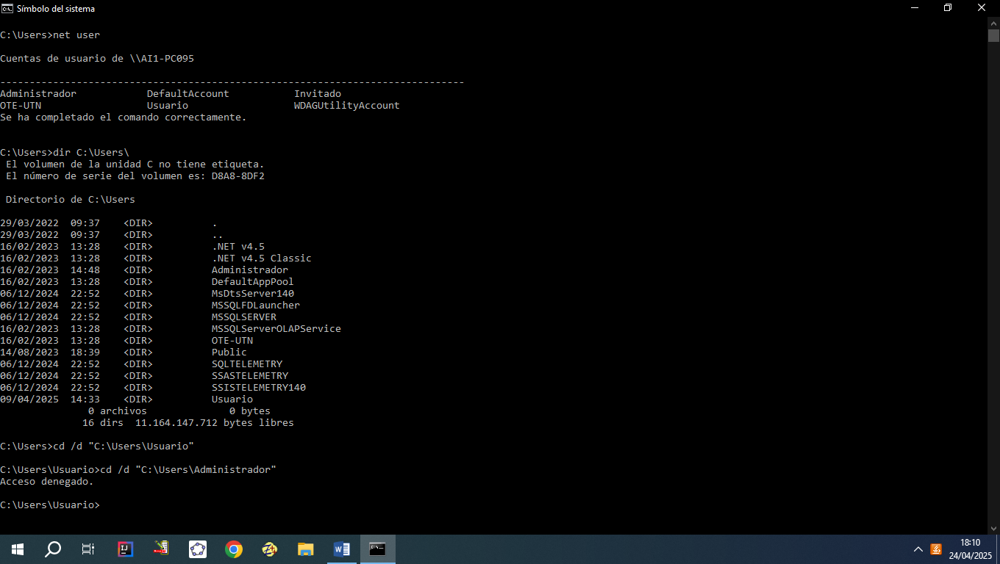 Símbolo del sistema
C:\Users>net user
Cuentas de usuario de \\AI1-PC095
-------------------------------------------------------------------------------
Administrador            DefaultAccount           Invitado
OTE-UTN                  Usuario                  WDAGUtilityAccount
Se ha completado el comando correctamente.
C:\Users>dir C:\Users\
 El volumen de la unidad C no tiene etiqueta.
 El número de serie del volumen es: D8A8-8DF2
 Directorio de C:\Users
29/03/2022  09:37    <DIR>          .
29/03/2022  09:37    <DIR>          ..
16/02/2023  13:28    <DIR>          .NET v4.5
16/02/2023  13:28    <DIR>          .NET v4.5 Classic
16/02/2023  14:48    <DIR>          Administrador
16/02/2023  13:28    <DIR>          DefaultAppPool
06/12/2024  22:52    <DIR>          MsDtsServer140
06/12/2024  22:52    <DIR>          MSSQLFDLauncher
06/12/2024  22:52    <DIR>          MSSQLSERVER
16/02/2023  13:28    <DIR>          MSSQLServerOLAPService
16/02/2023  13:28    <DIR>          OTE-UTN
14/08/2023  18:39    <DIR>          Public
06/12/2024  22:52    <DIR>          SQLTELEMETRY
06/12/2024  22:52    <DIR>          SSASTELEMETRY
06/12/2024  22:52    <DIR>          SSISTELEMETRY140
09/04/2025  14:33    <DIR>          Usuario
               0 archivos              0 bytes
              16 dirs  11.164.147.712 bytes libres
C:\Users>cd /d "C:\Users\Usuario"
C:\Users\Usuario>cd /d "C:\Users\Administrador"
Acceso denegado.
C:\Users\Usuario>
18:10
24/04/2025